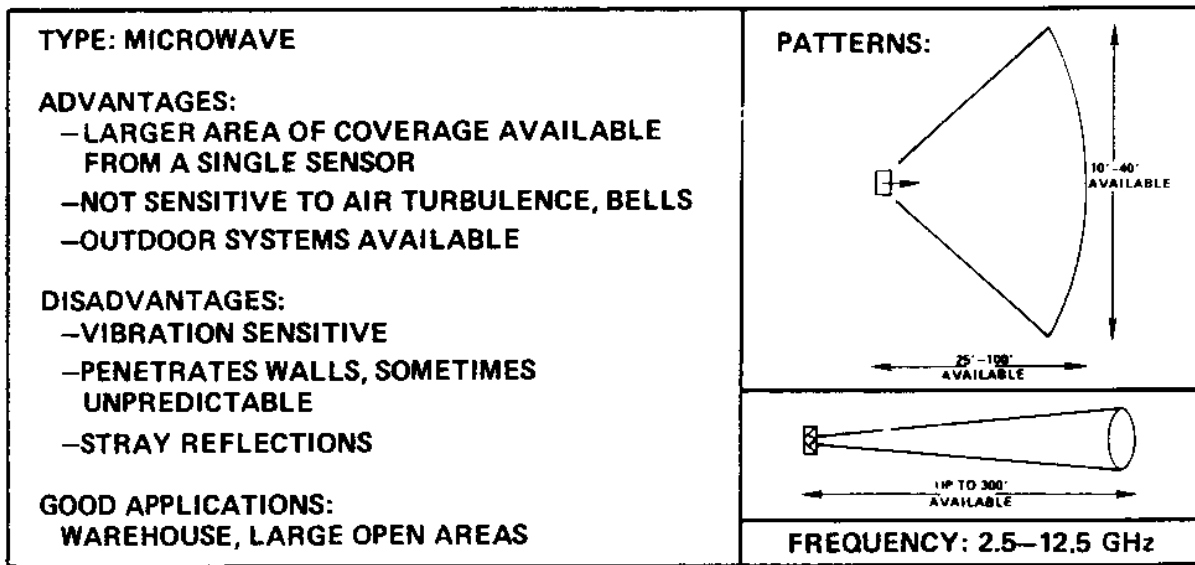 TYPE: MICROWAVE
ADVANTAGES:
–LARGER AREA OF COVERAGE AVAILABLE
FROM A SINGLE SENSOR
–NOT SENSITIVE TO AIR TURBULENCE, BELLS
–OUTDOOR SYSTEMS AVAILABLE
DISADVANTAGES:
–VIBRATION SENSITIVE
–PENETRATES WALLS, SOMETIMES
UNPREDICTABLE
–STRAY REFLECTIONS
GOOD APPLICATIONS:
WAREHOUSE, LARGE OPEN AREAS
PATTERNS:
10'–40'
AVAILABLE
25'–100'
AVAILABLE
UP TO 300'
AVAILABLE
FREQUENCY: 2.5–12.5 GHz